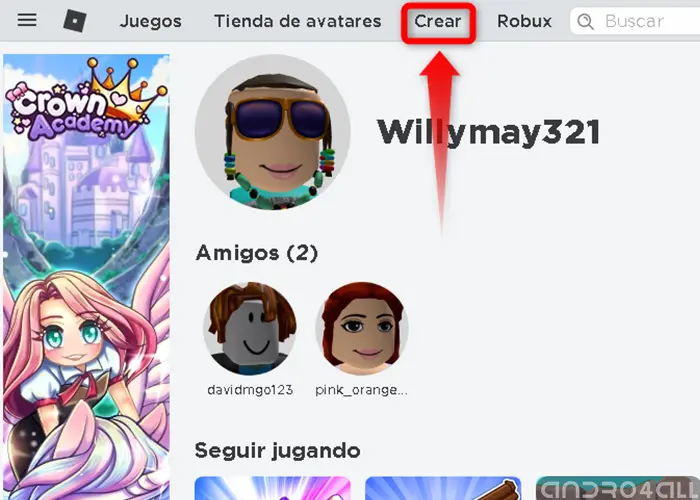 Juegos Tienda de avatares Crear Robux Buscar
Crown
Academy
Willymay321
Amigos (2)
davidmgo123 pink_orange...
Seguir jugando
ANDRO4ALL